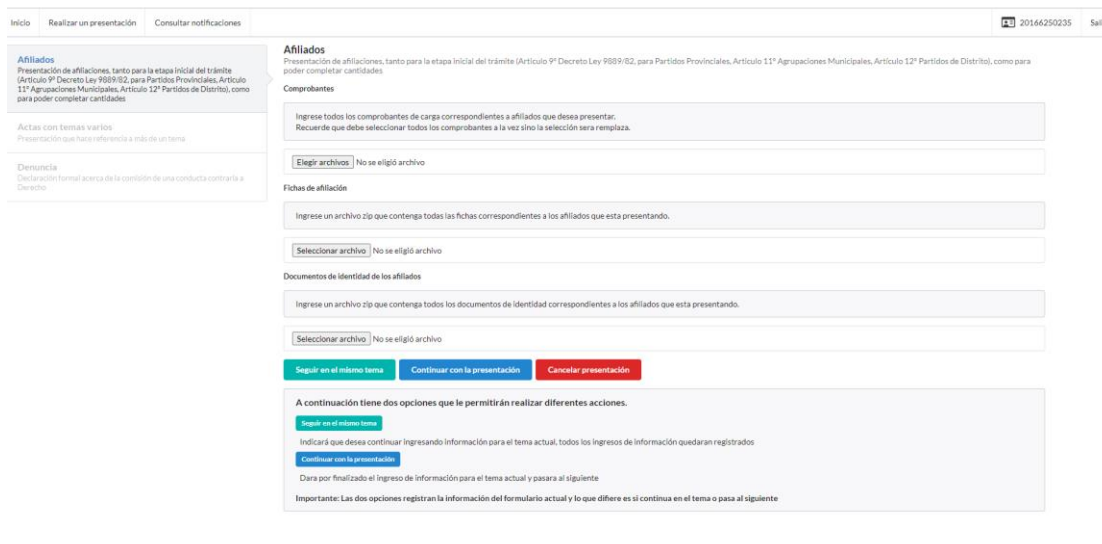 Inicio Realizar un presentación Consultar notificaciones 20166250235 Sali
Afiliados
Presentación de afiliaciones, tanto para la etapa inicial del trámite
(Artículo 9º Decreto Ley 9889/82, para Partidos Provinciales, Artículo
11º Agrupaciones Municipales, Artículo 12º Partidos de Distrito), como
para poder completar cantidades
Actas con temas varios
Presentación que hace referencia a más de un tema
Denuncia
Declaración formal acerca de la comisión de una conducta contraria a
Derecho
Afiliados
Presentación de afiliaciones, tanto para la etapa inicial del trámite (Artículo 9º Decreto Ley 9889/82, para Partidos Provinciales, Artículo 11º Agrupaciones Municipales, Artículo 12º Partidos de Distrito), como para
poder completar cantidades
Comprobantes
Ingrese todos los comprobantes de carga correspondientes a afiliados que desea presentar.
Recuerde que debe seleccionar todos los comprobantes a la vez sino la selección sera remplaza.
Elegir archivos No se eligió archivo
Fichas de afiliación
Ingrese un archivo zip que contenga todas las fichas correspondientes a los afiliados que esta presentando.
Seleccionar archivo No se eligió archivo
Documentos de identidad de los afiliados
Ingrese un archivo zip que contenga todos los documentos de identidad correspondientes a los afiliados que esta presentando.
Seleccionar archivo No se eligió archivo
Seguir en el mismo tema Continuar con la presentación Cancelar presentación
A continuación tiene dos opciones que le permitirán realizar diferentes acciones.
Seguir en el mismo tema
Indicará que desea continuar ingresando información para el tema actual, todos los ingresos de información quedaran registrados
Continuar con la presentación
Dara por finalizado el ingreso de información para el tema actual y pasara al siguiente
Importante: Las dos opciones registran la información del formulario actual y lo que difiere es si continua en el tema o pasa al siguiente